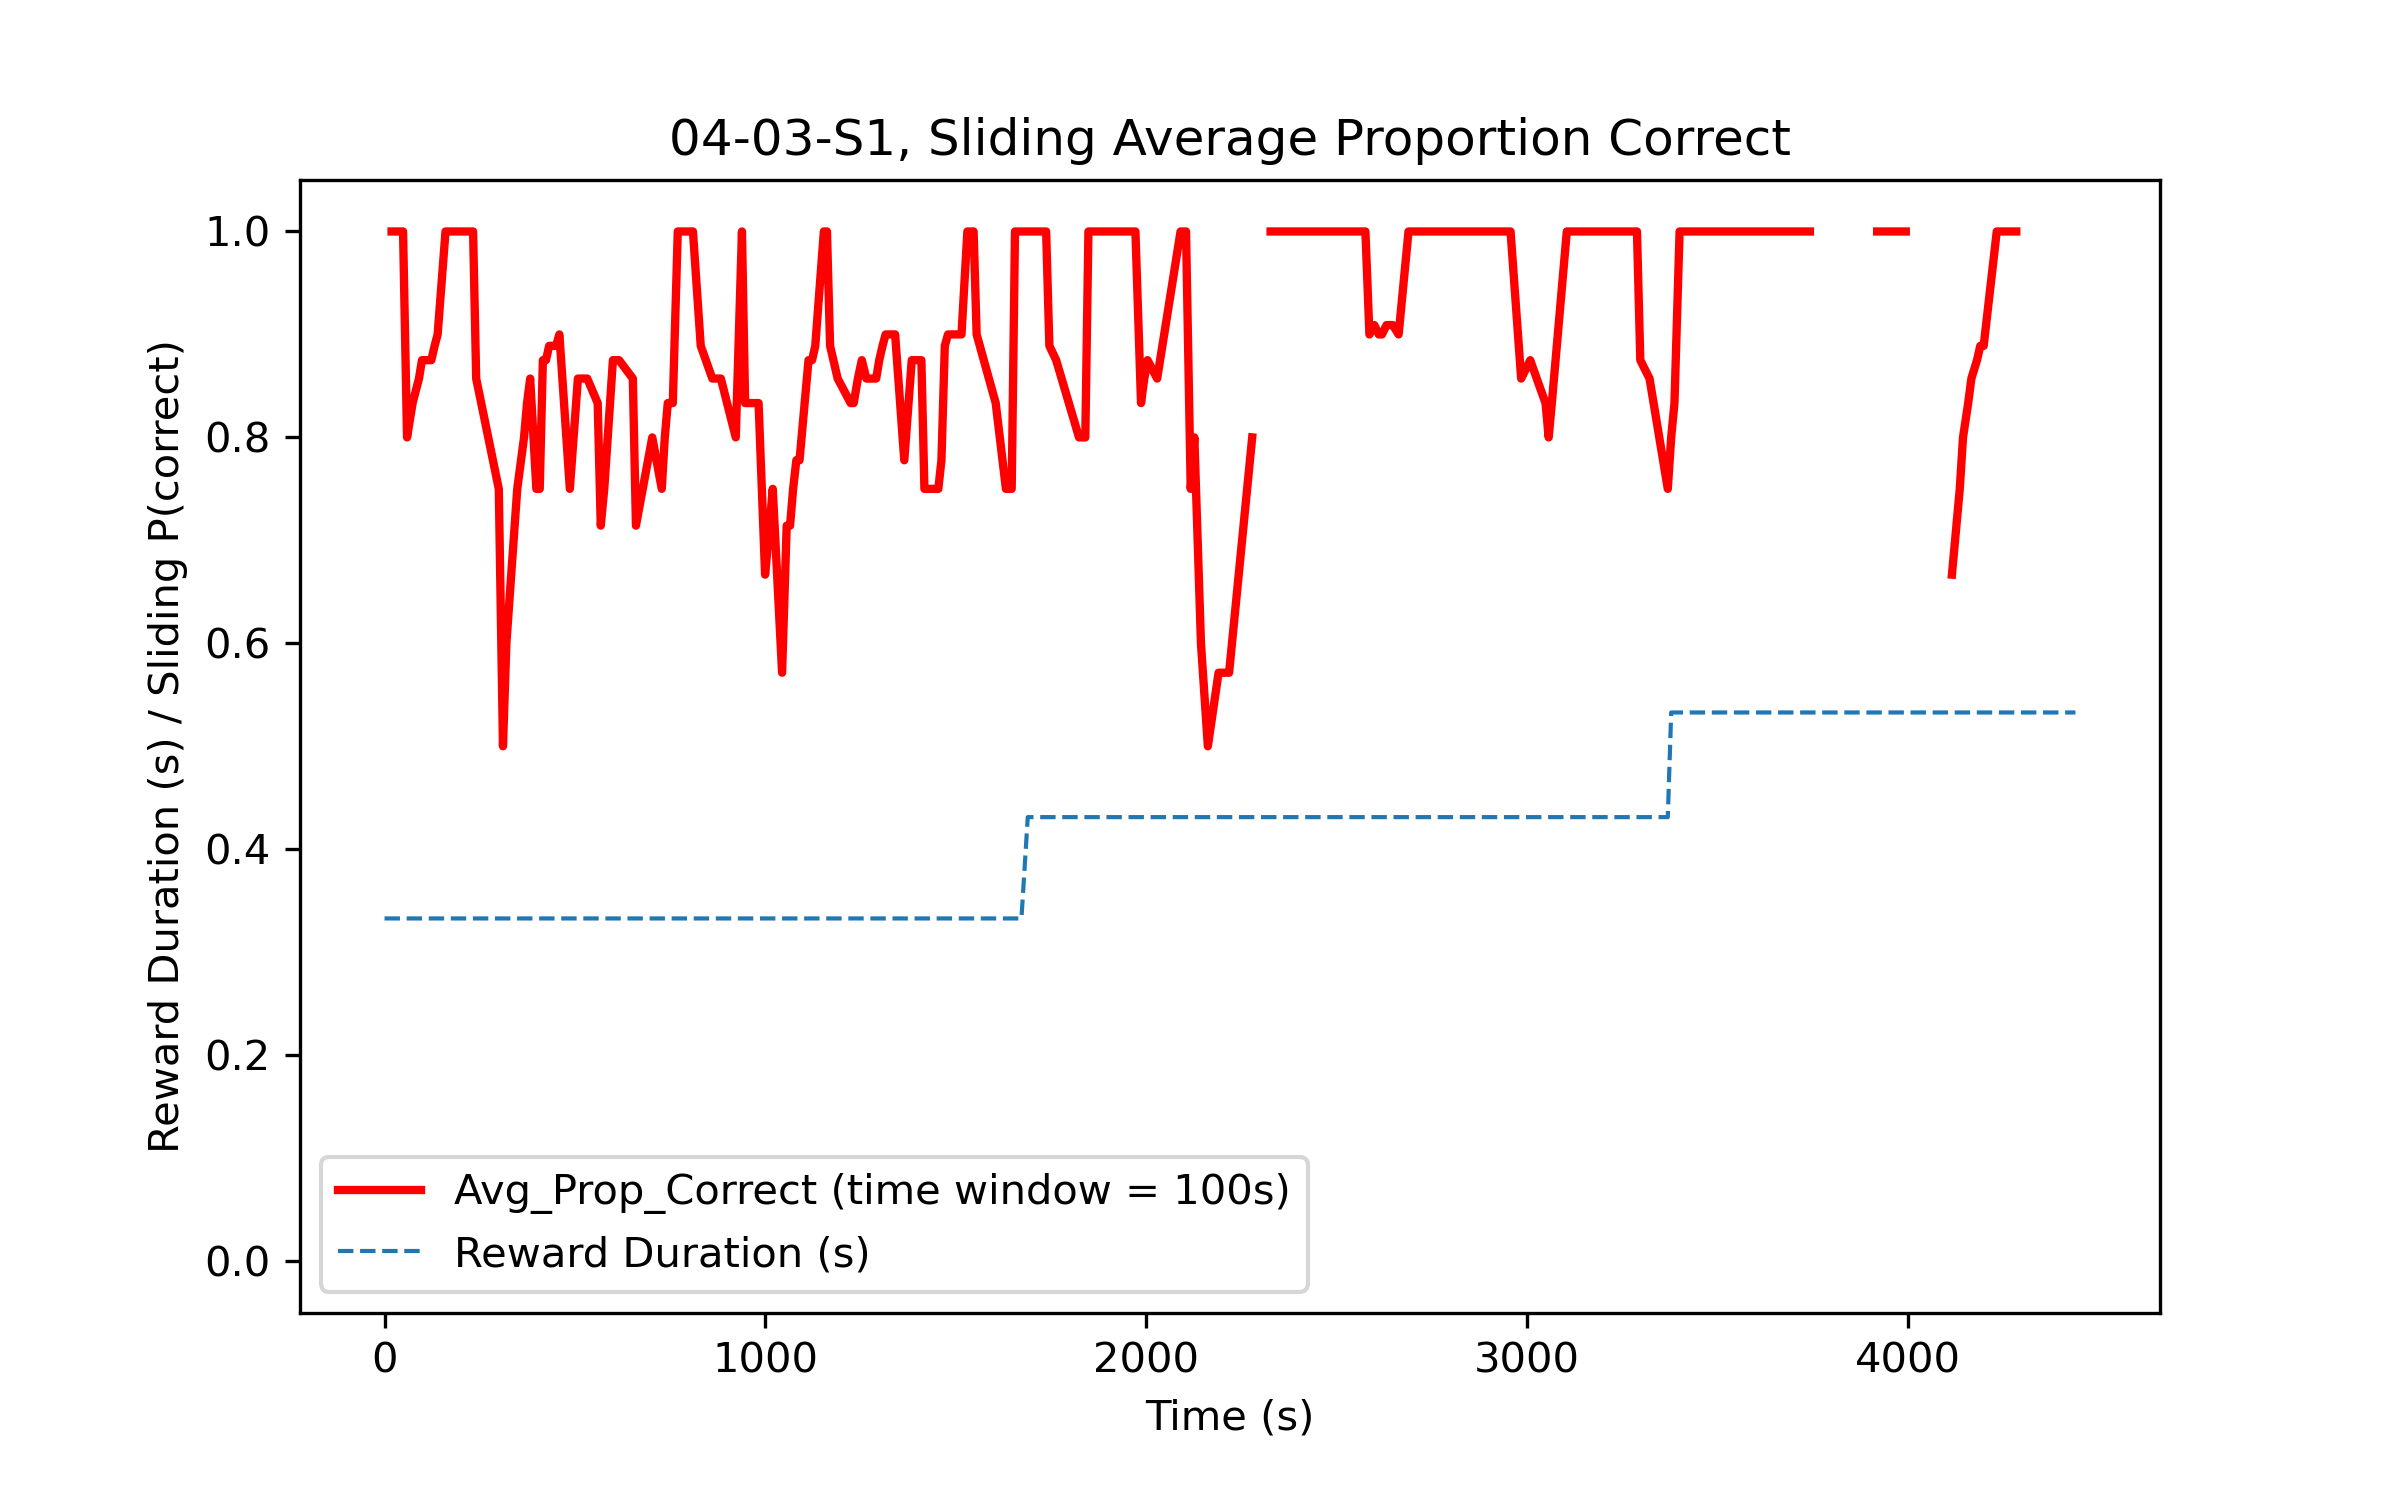 04-03-S1, Sliding Average Proportion Correct
Reward Duration (s) / Sliding P(correct)
1.0
0.8
0.6
0.4
0.2
0.0
Avg_Prop_Correct (time window = 100s)
Reward Duration (s)
0 1000 2000 3000 4000
Time (s)